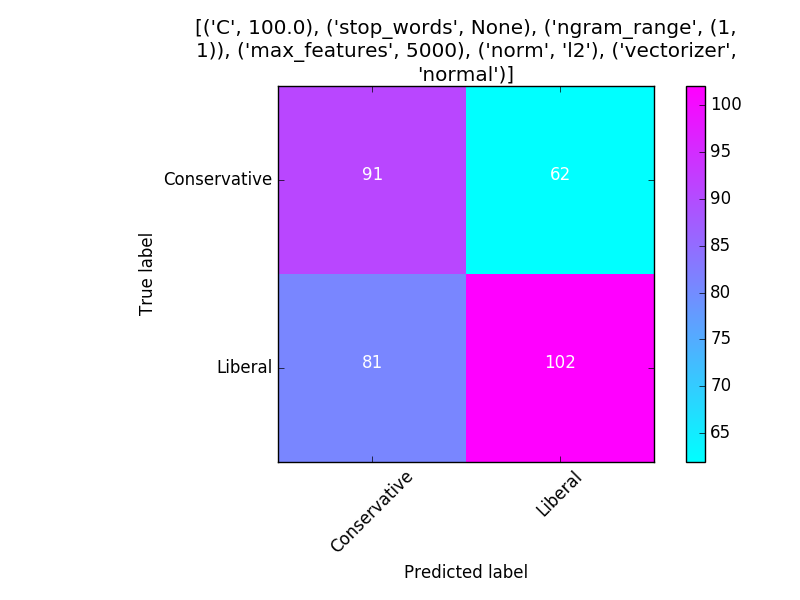 [('C', 100.0), ('stop_words', None), ('ngram_range', (1,
1)), ('max_features', 5000), ('norm', 'l2'), ('vectorizer',
'normal')]
100
95
90
85
80
75
70
65
Conservative
91
62
True label
Liberal
81
102
Conservative
Liberal
Predicted label